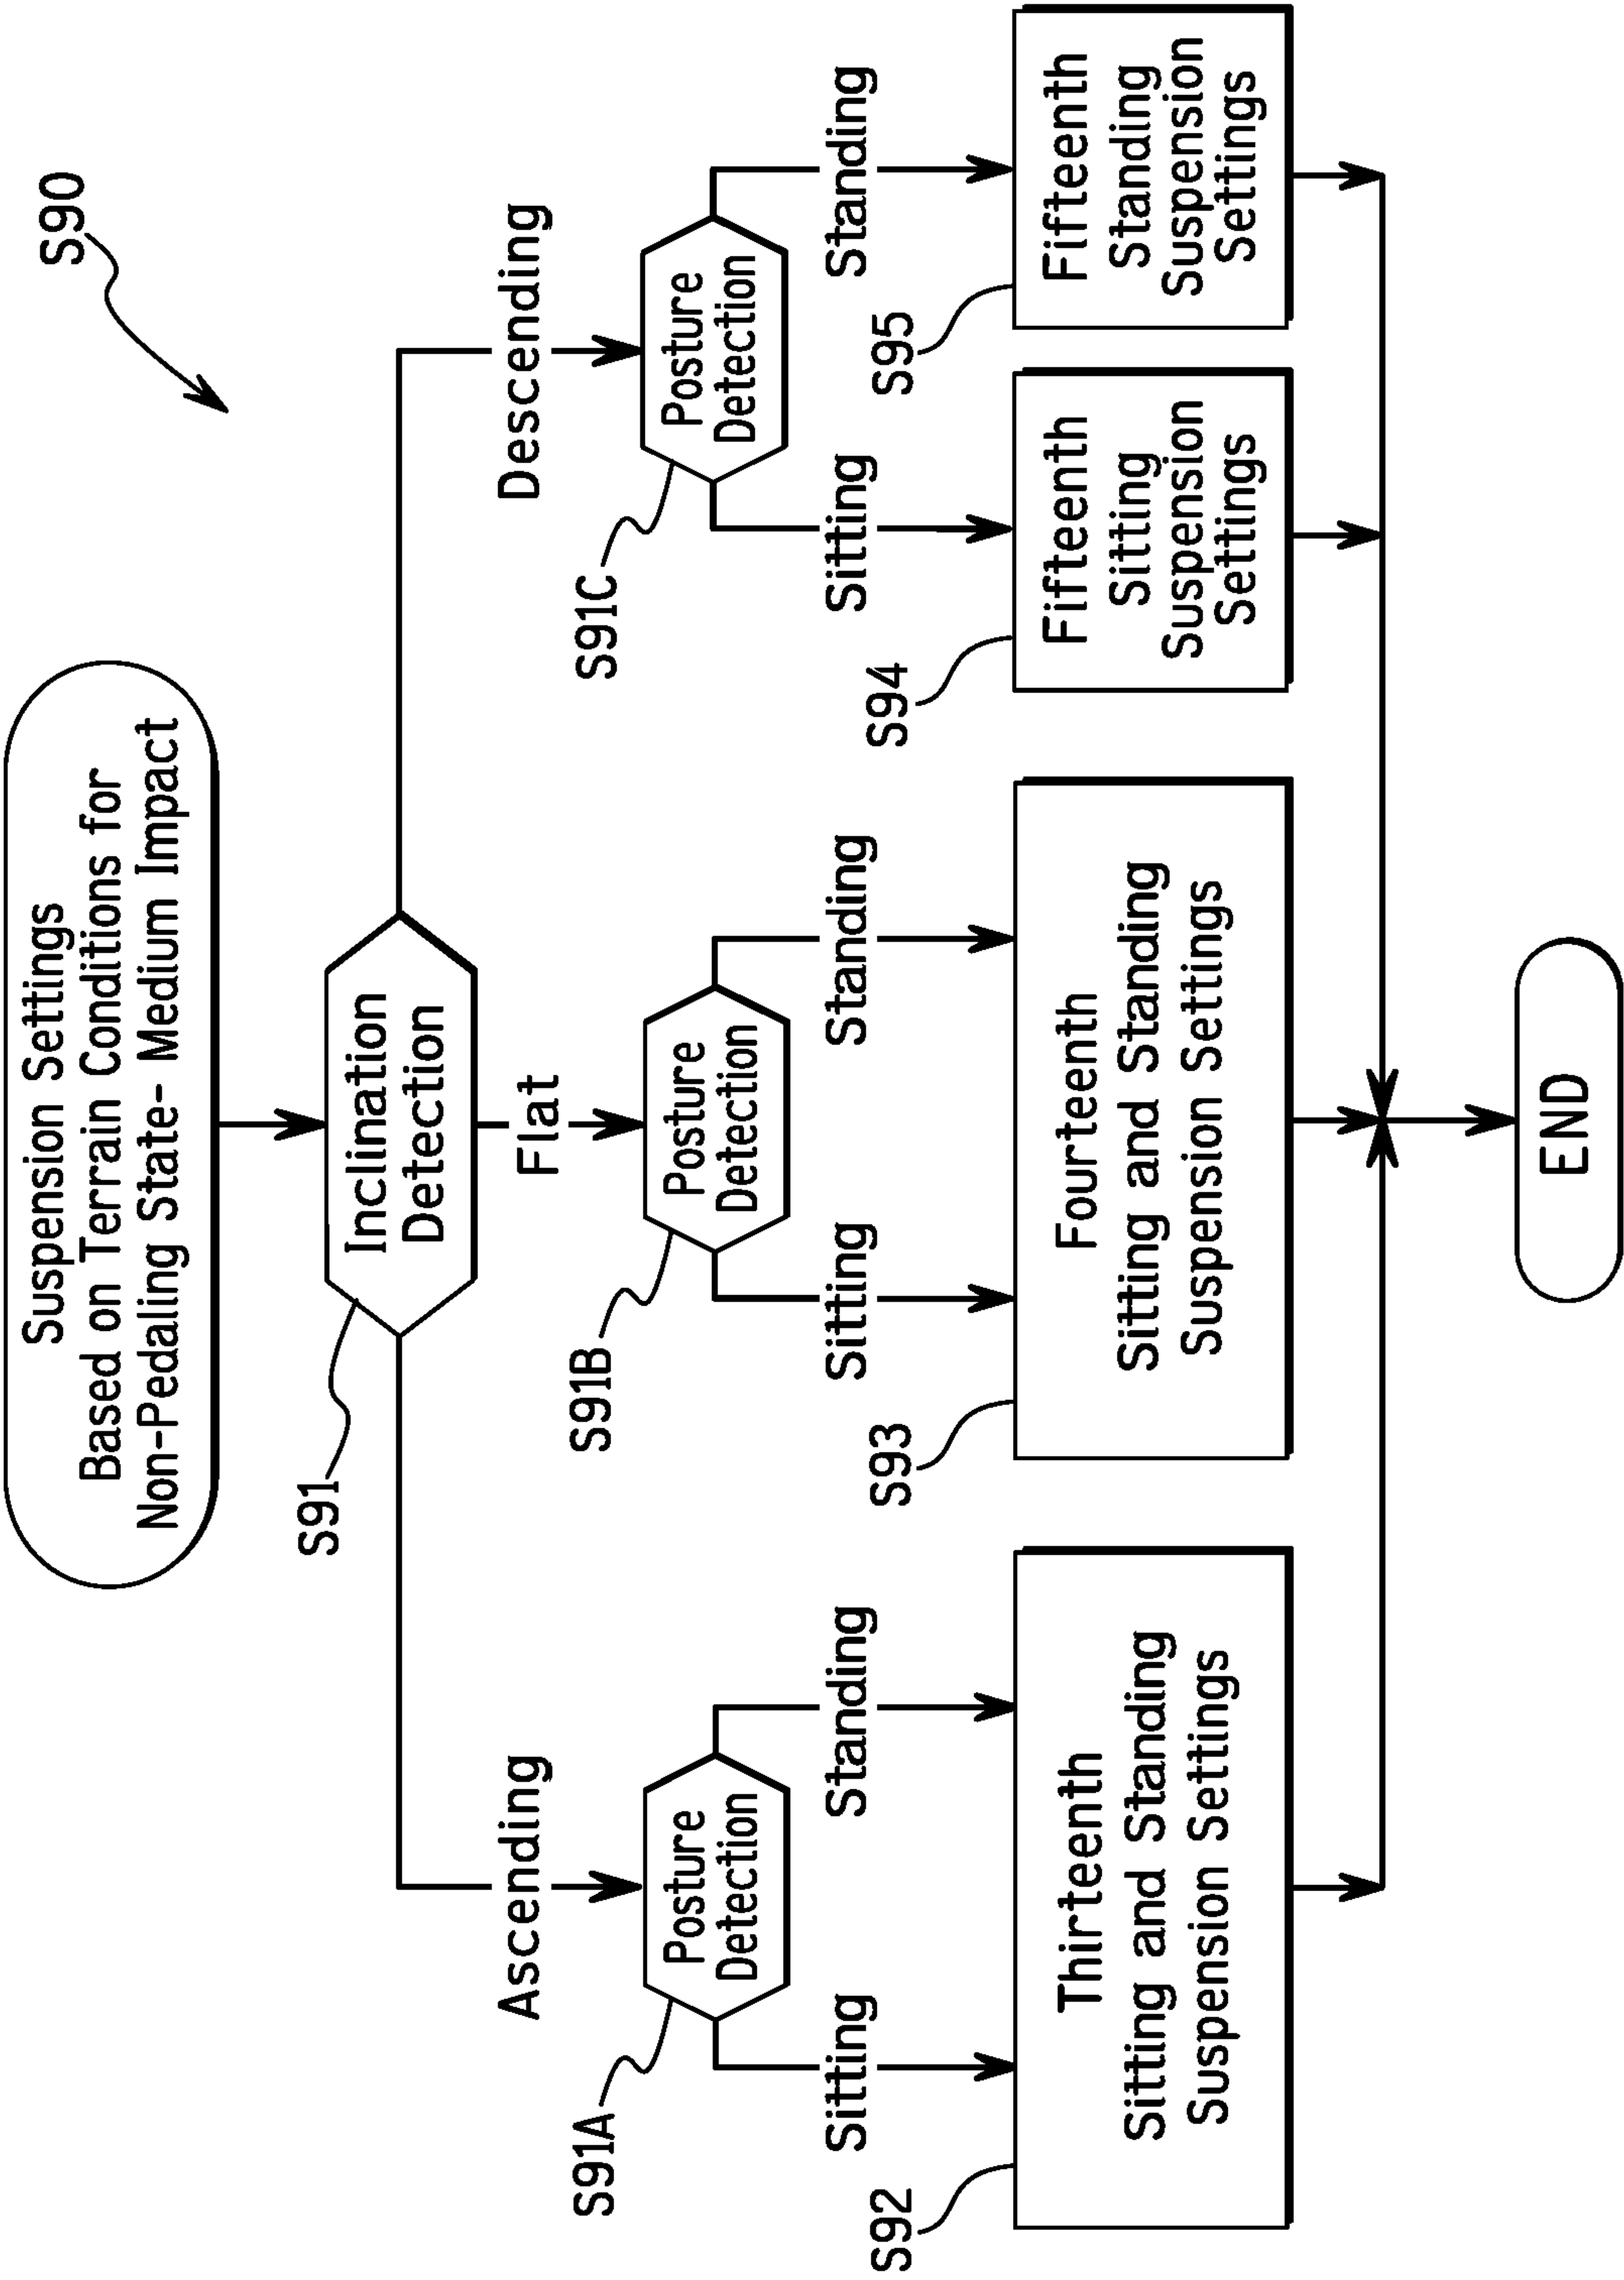 S90
Suspension Settings
Based on Terrain Conditions for
Non-Pedaling State- Medium Impact
S91
Inclination
Detection
Ascending
Flat
Descending
S91A
Posture
Detection
S91B
Posture
Detection
S91C
Posture
Detection
Sitting
Standing
Sitting
Standing
Sitting
Standing
S92
Thirteenth
Sitting and Standing
Suspension Settings
S93
Fourteenth
Sitting and Standing
Suspension Settings
S94
Fifteenth
Sitting
Suspension
Settings
S95
Fifteenth
Standing
Suspension
Settings
END